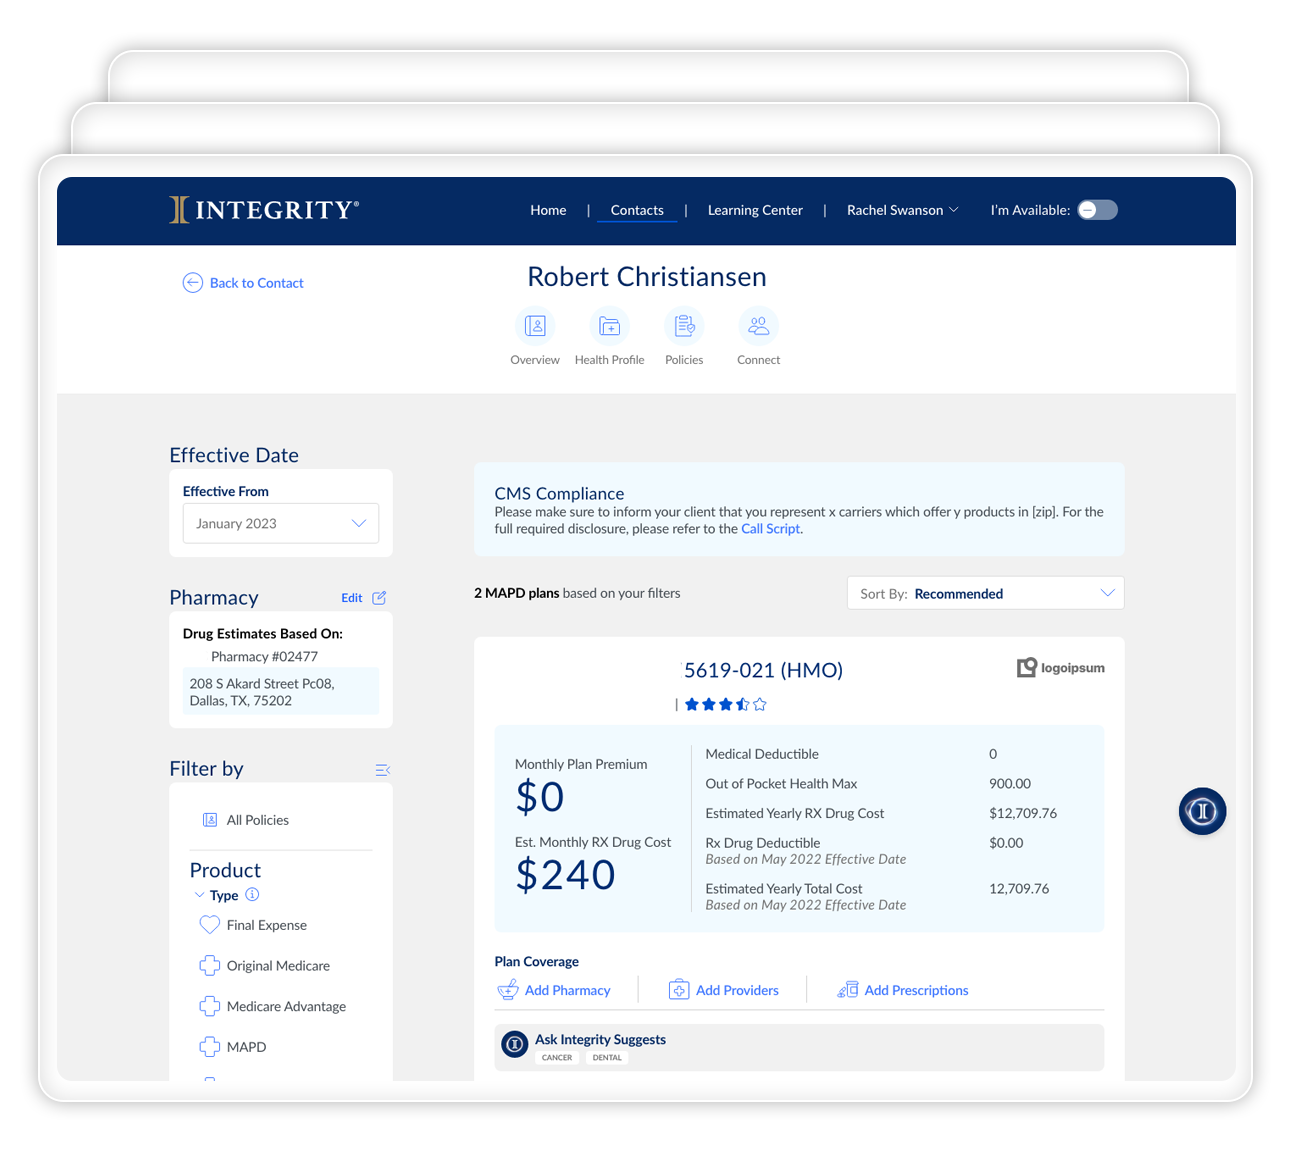 INTEGRITY®
Home | Contacts | Learning Center | Rachel Swanson I'm Available:
Back to Contact
Robert Christiansen
Overview Health Profile Policies Connect
Effective Date
Effective From
January 2023
CMS Compliance
Please make sure to inform your client that you represent x carriers which offer y products in [zip]. For the
full required disclosure, please refer to the Call Script.
Pharmacy Edit
Drug Estimates Based On:
Pharmacy #02477
208 S Akard Street Pc08,
Dallas, TX, 75202
2 MAPD plans based on your filters
Sort By: Recommended
5619-021 (HMO)
logoipsum
|
Filter by
All Policies
Product
Type
Final Expense
Original Medicare
Medicare Advantage
MAPD
Monthly Plan Premium
$0
Est. Monthly RX Drug Cost
$240
Medical Deductible 0
Out of Pocket Health Max 900.00
Estimated Yearly RX Drug Cost $12,709.76
Rx Drug Deductible $0.00
Based on May 2022 Effective Date
Estimated Yearly Total Cost 12,709.76
Based on May 2022 Effective Date
Plan Coverage
Add Pharmacy Add Providers Add Prescriptions
Ask Integrity Suggests
CANCER DENTAL